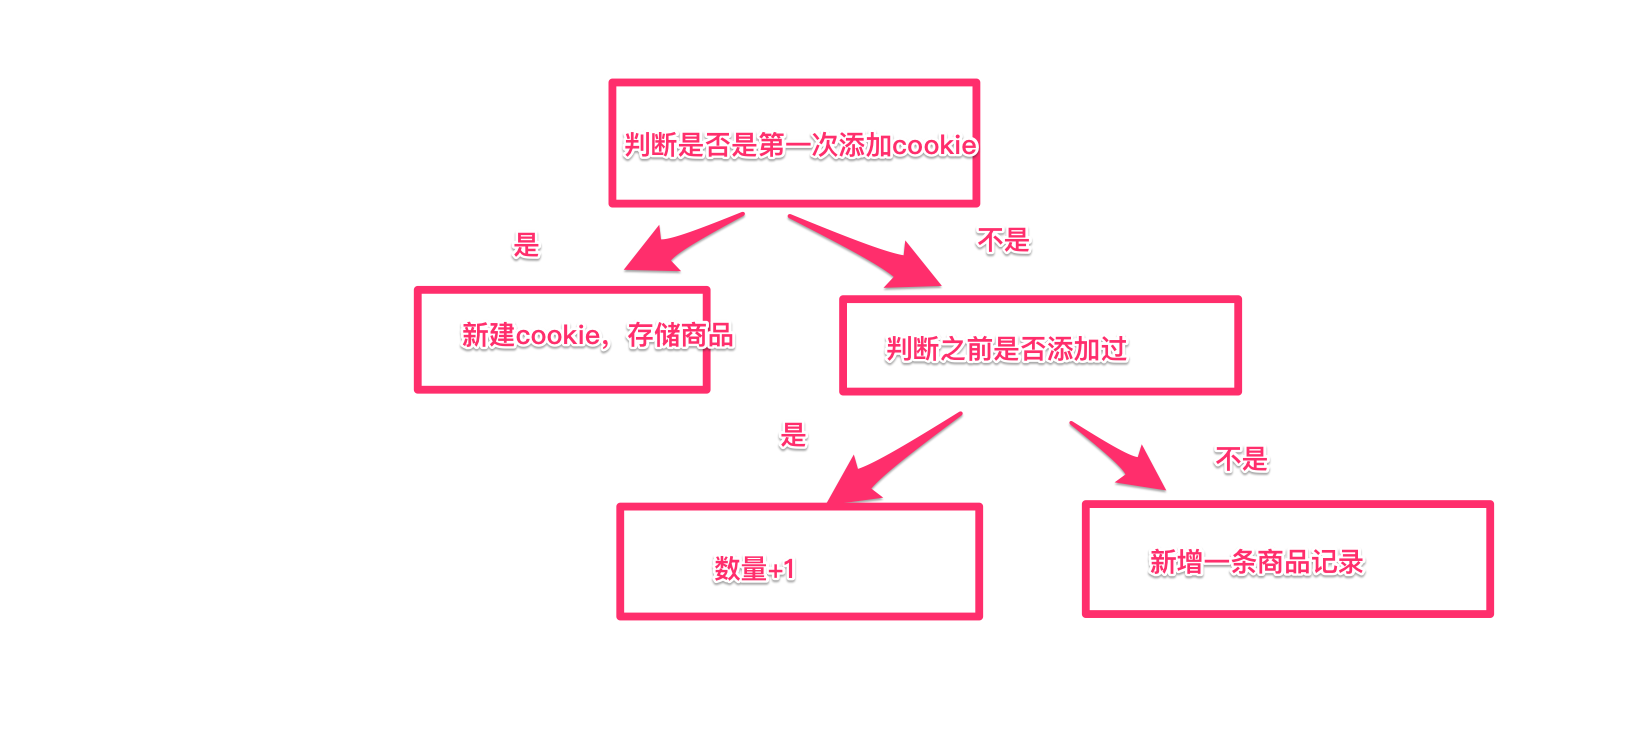 判断是否是第一次添加cookie
是
不是
新建cookie，存储商品
判断之前是否添加过
是
不是
数量+1
新增一条商品记录